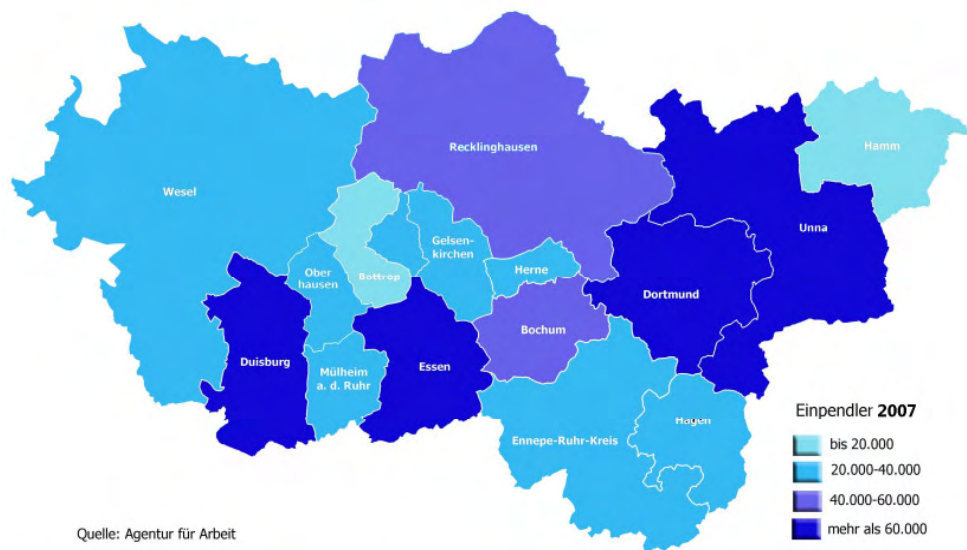 Recklinghausen
Hamm
Wesel
Unna
Gelsen-
kirchen
Ober
hausen
Bottrop
Herne
Dortmund
Bochum
Duisburg
Mülheim
a. d. Ruhr
Essen
Hagen
Ennepe-Ruhr-Kreis
Einpendler 2007
bis 20.000
20.000-40.000
40.000-60.000
mehr als 60.000
Quelle: Agentur für Arbeit